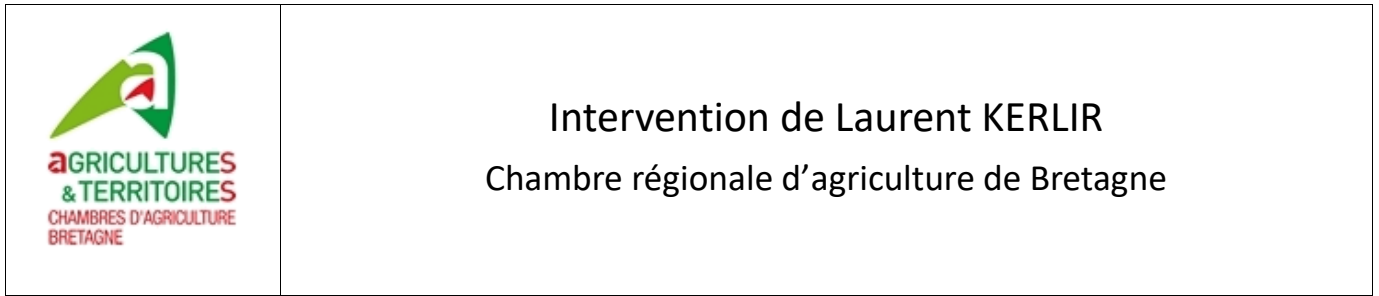 aGRICULTURES
& TERRITOIRES
CHAMBRES D'AGRICULTURE
BRETAGNE
Intervention de Laurent KERLIR
Chambre régionale d’agriculture de Bretagne